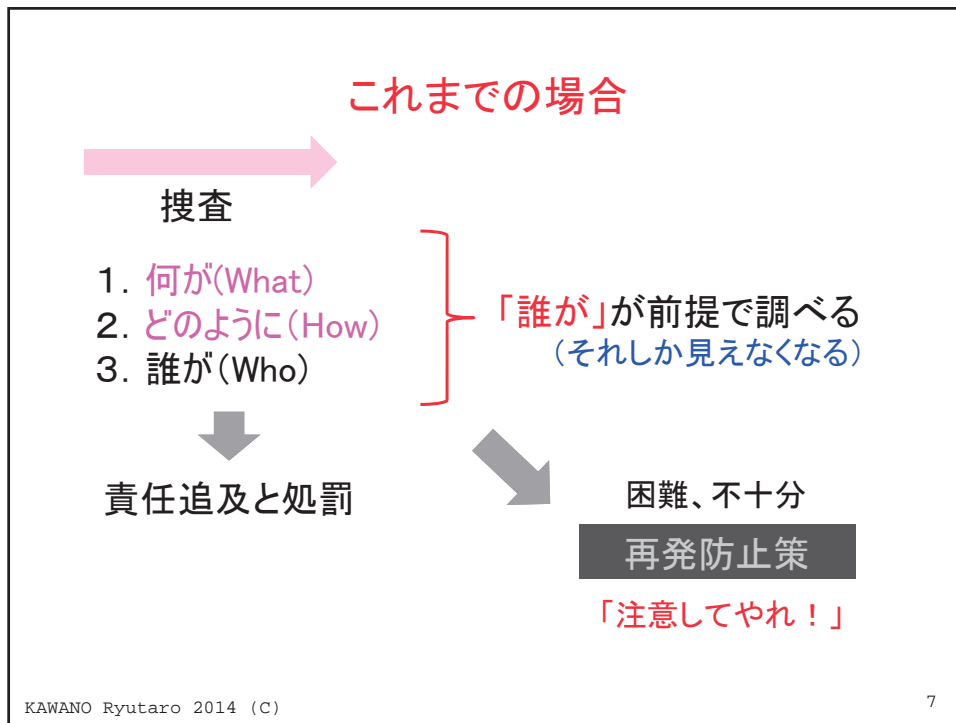 これまでの場合
捜査
1. 何が(What)
2. どのように(How)
3. 誰が(Who)
「誰が」が前提で調べる
(それしか見えなくなる)
責任追及と処罰
困難、不十分
再発防止策
「注意してやれ！」
KAWANO Ryutaro 2014 (C)
7